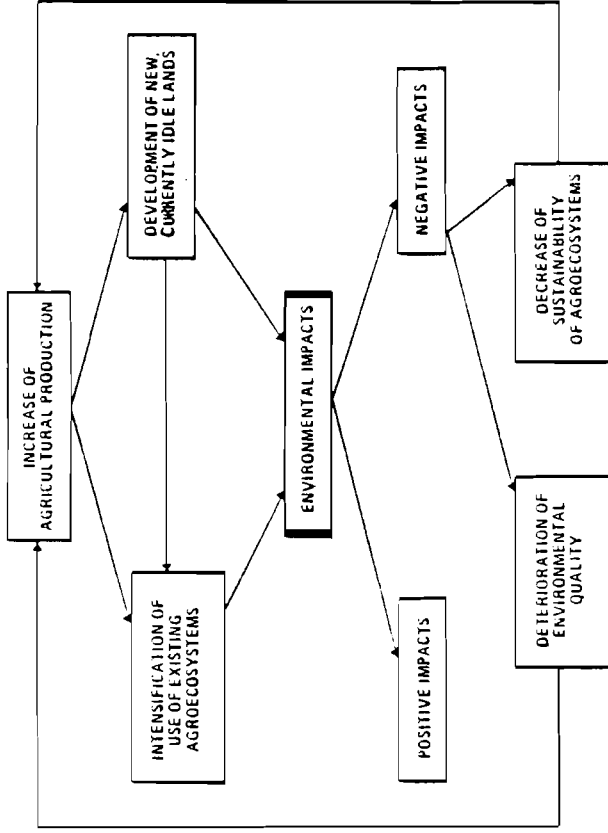 INCREASE OF
AGRICULTURAL PRODUCTION
INTENSIFICATION OF
USE OF EXISTING
AGROECOSYSTEMS
DEVELOPMENT OF NEW,
CURRENTLY IDLE LANDS
ENVIRONMENTAL IMPACTS
POSITIVE IMPACTS
NEGATIVE IMPACTS
DETERIORATION OF
ENVIRONMENTAL
QUALITY
DECREASE OF
SUSTAINABILITY
OF AGROECOSYSTEMS